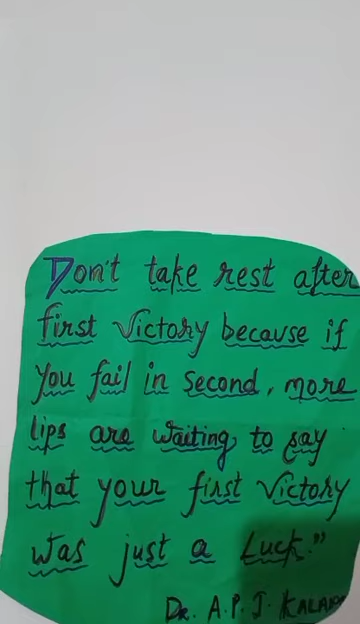 Don't take rest after
first Victory because if
you fail in second, more
lips are waiting to say
that your first Victory
was just a Luck."
Dr. A.P.J. KALAM